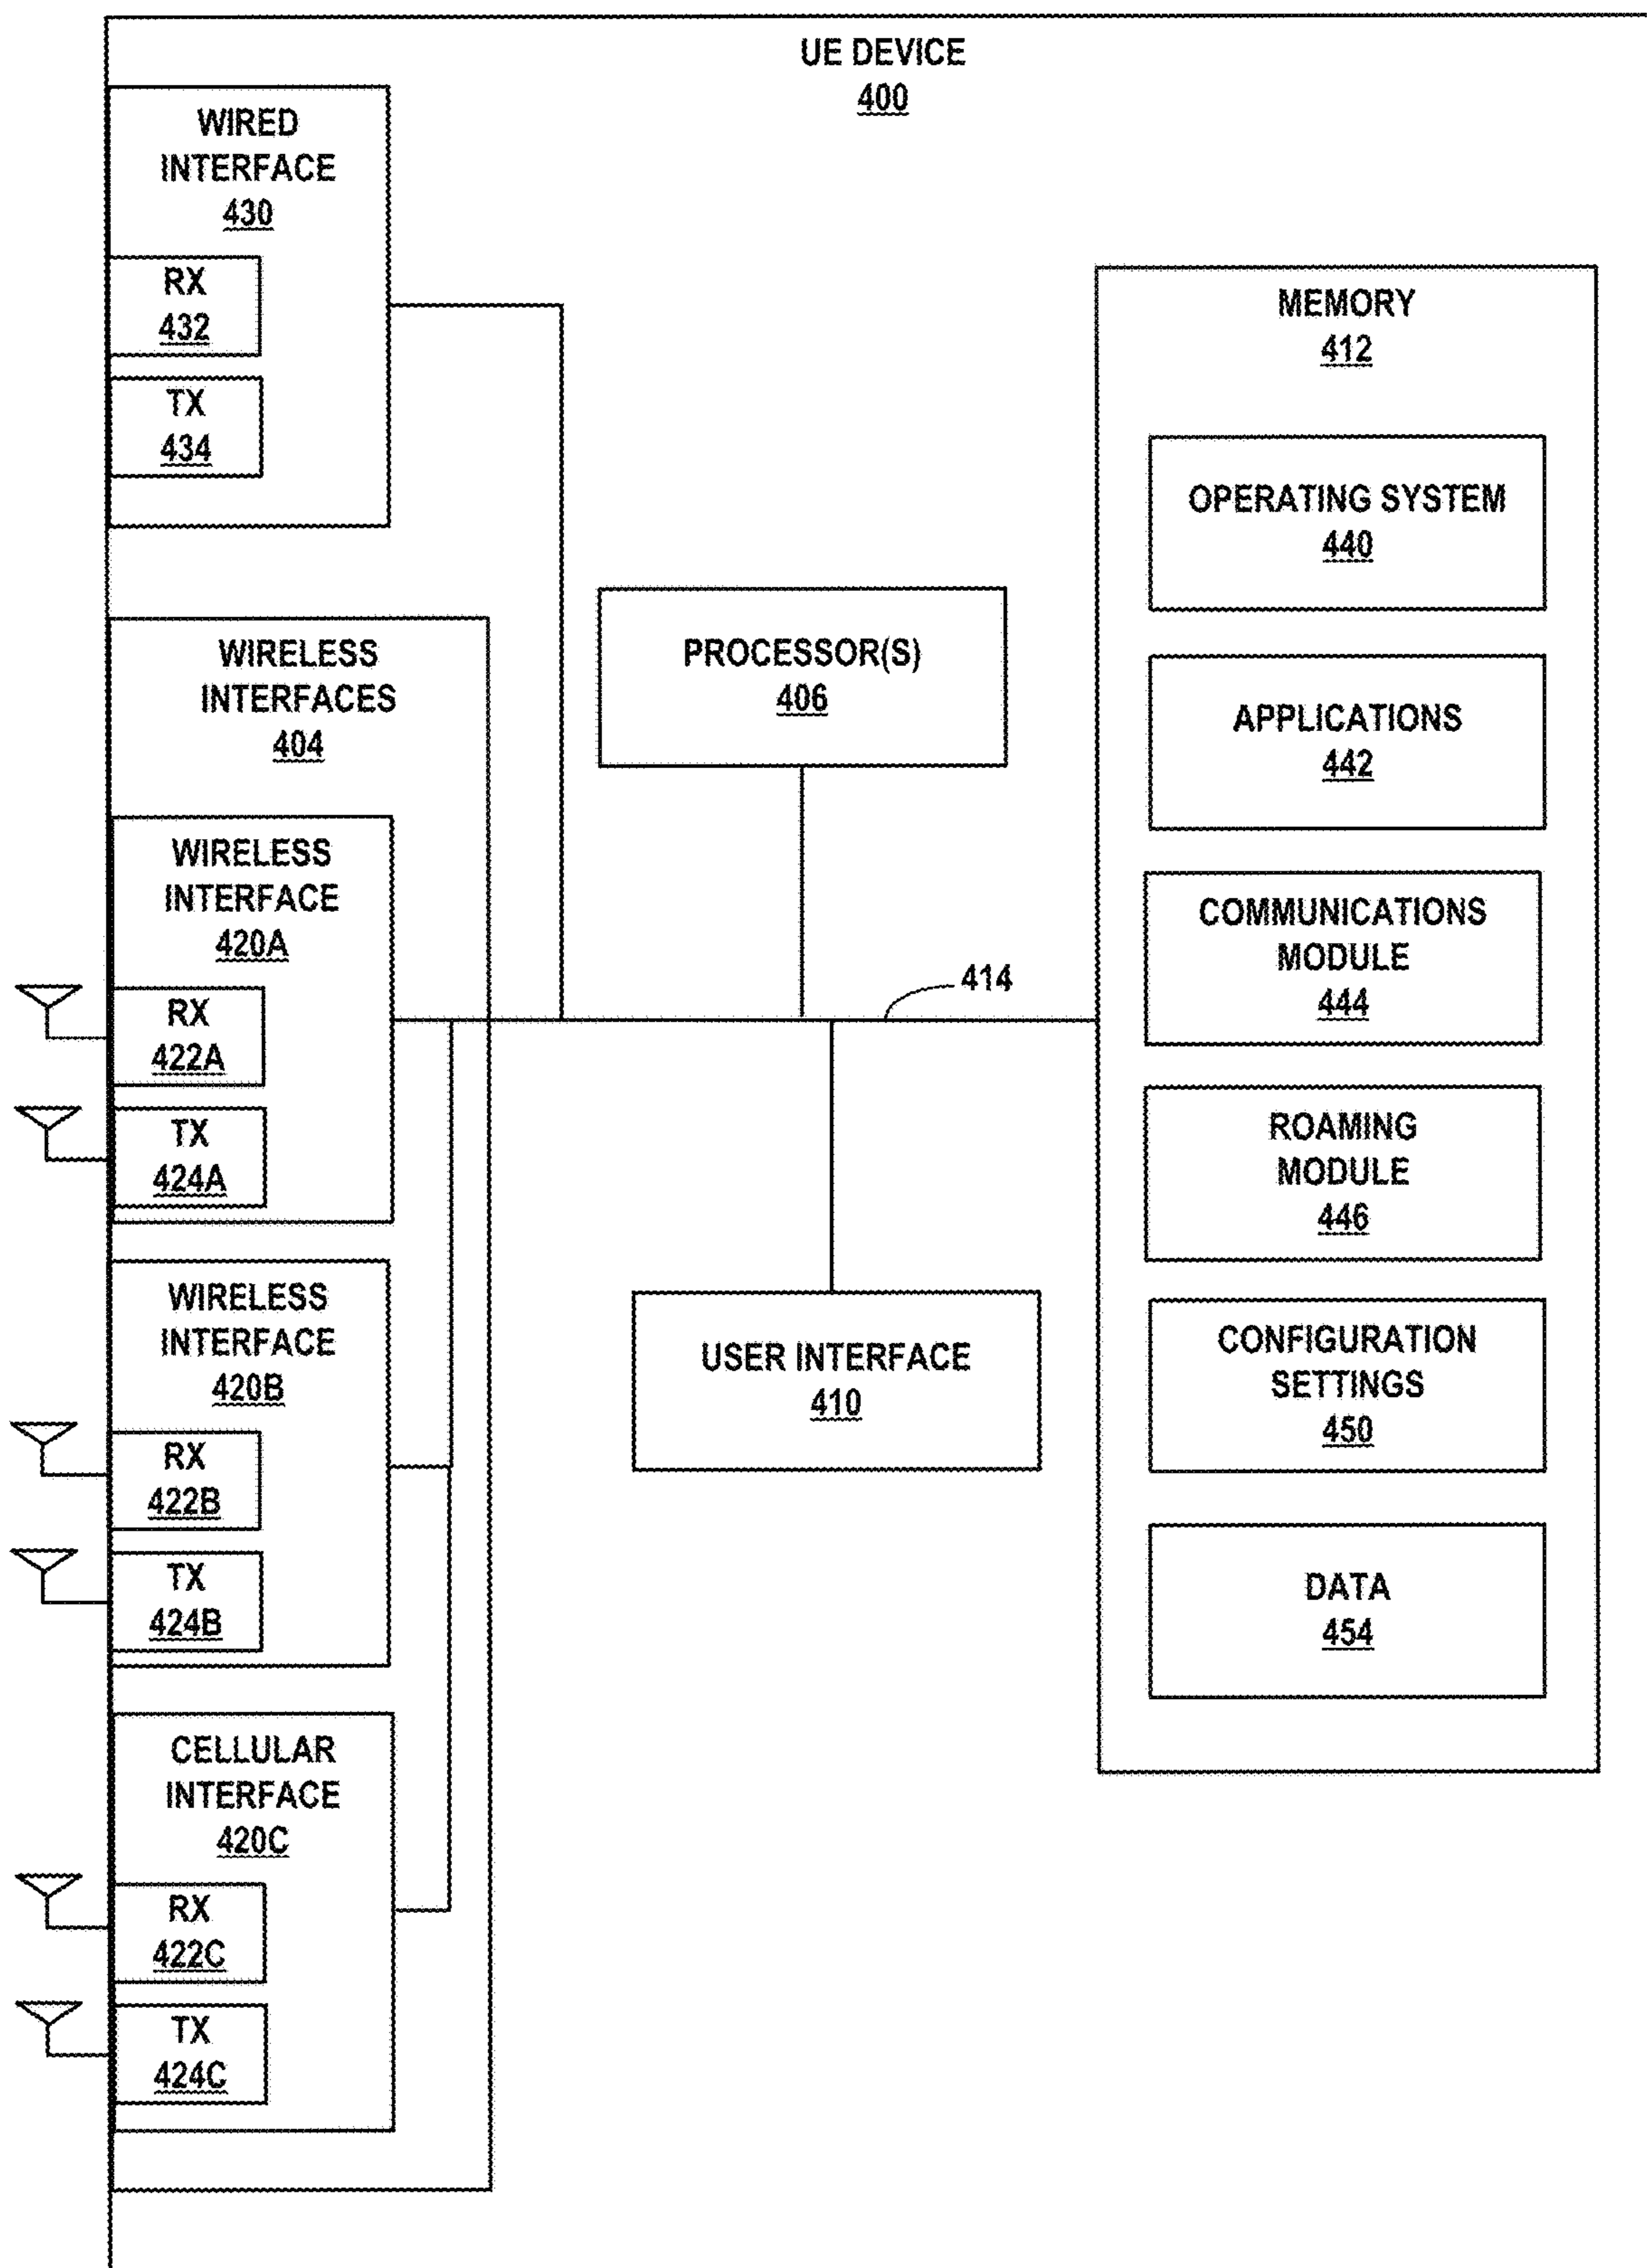 UE DEVICE
400
WIRED
INTERFACE
430
RX
432
TX
434
WIRELESS
INTERFACES
404
WIRELESS
INTERFACE
420A
RX
422A
TX
424A
WIRELESS
INTERFACE
420B
RX
422B
TX
424B
CELLULAR
INTERFACE
420C
RX
422C
TX
424C
PROCESSOR(S)
406
414
USER INTERFACE
410
MEMORY
412
OPERATING SYSTEM
440
APPLICATIONS
442
COMMUNICATIONS
MODULE
444
ROAMING
MODULE
446
CONFIGURATION
SETTINGS
450
DATA
454